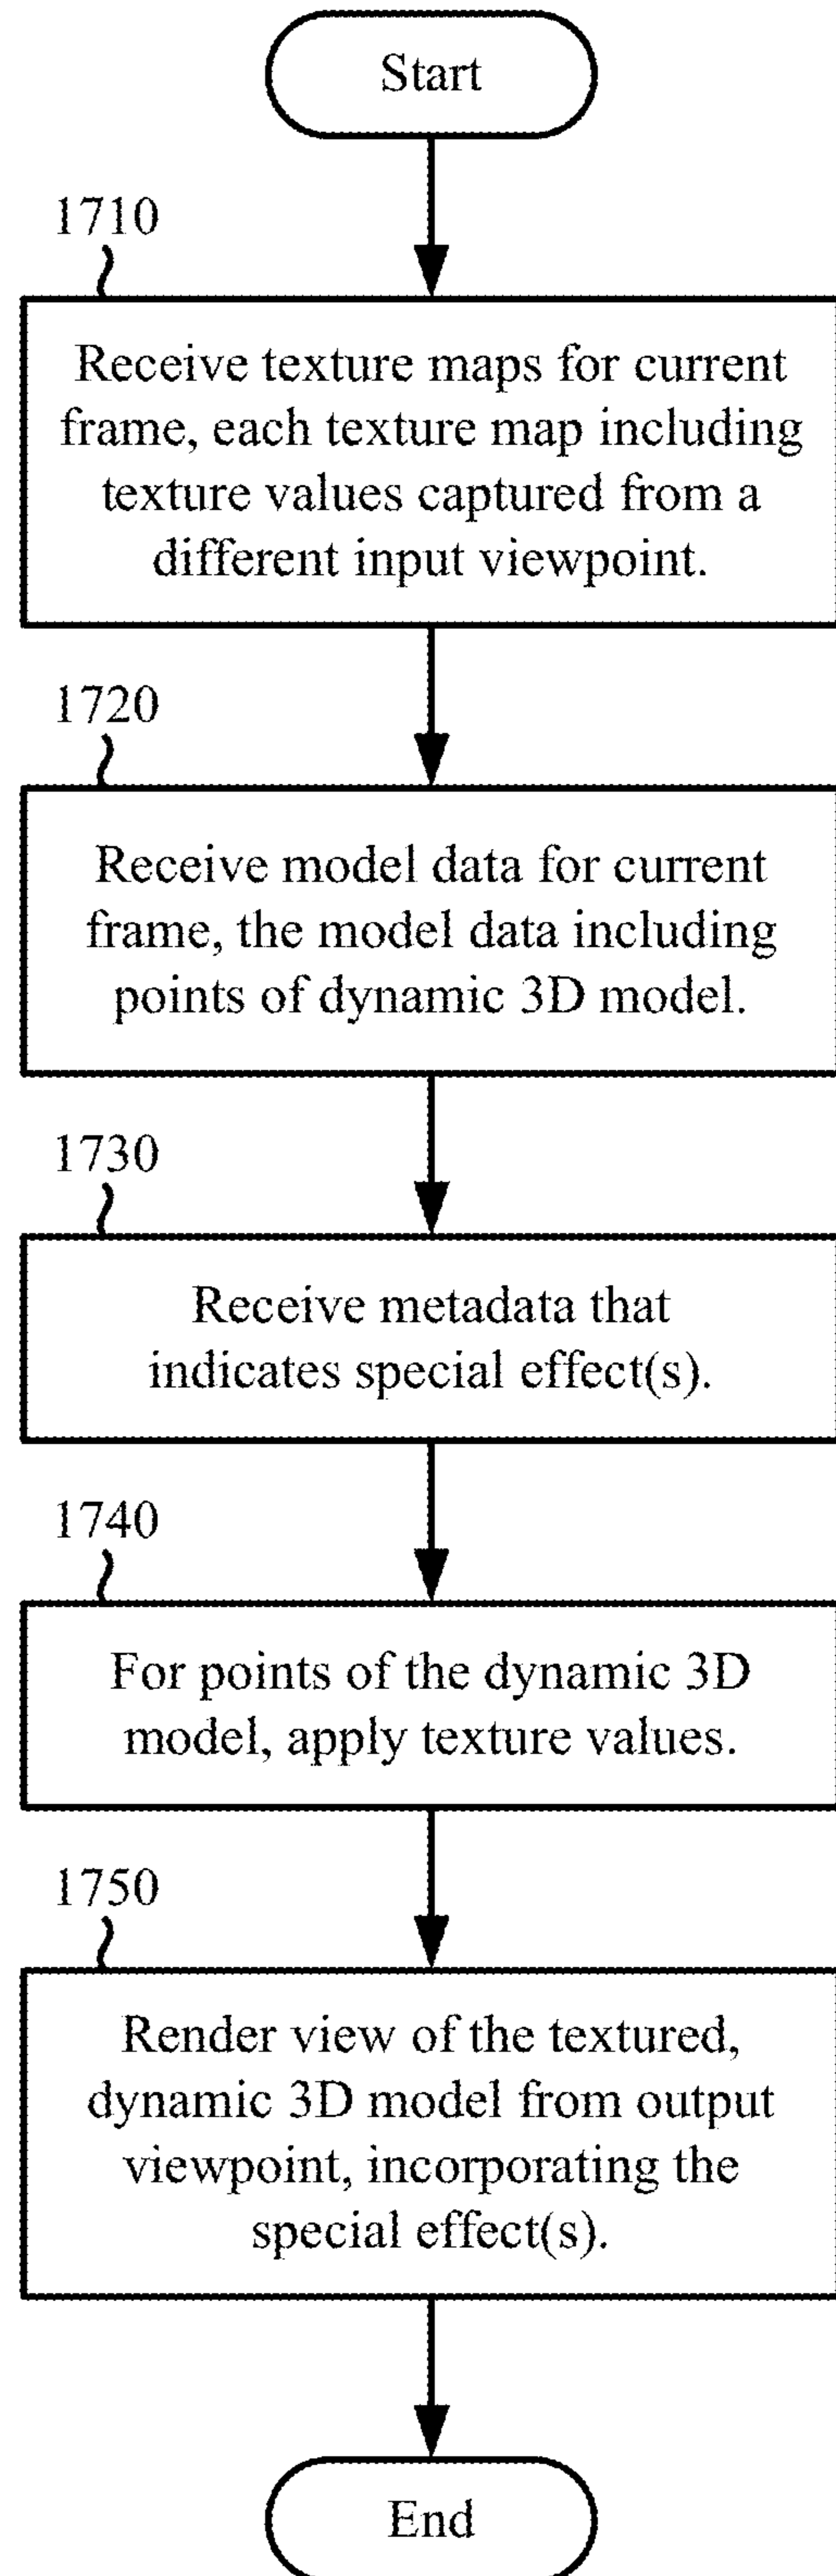 Start
1710
Receive texture maps for current
frame, each texture map including
texture values captured from a
different input viewpoint.
1720
Receive model data for current
frame, the model data including
points of dynamic 3D model.
1730
Receive metadata that
indicates special effect(s).
1740
For points of the dynamic 3D
model, apply texture values.
1750
Render view of the textured,
dynamic 3D model from output
viewpoint, incorporating the
special effect(s).
End